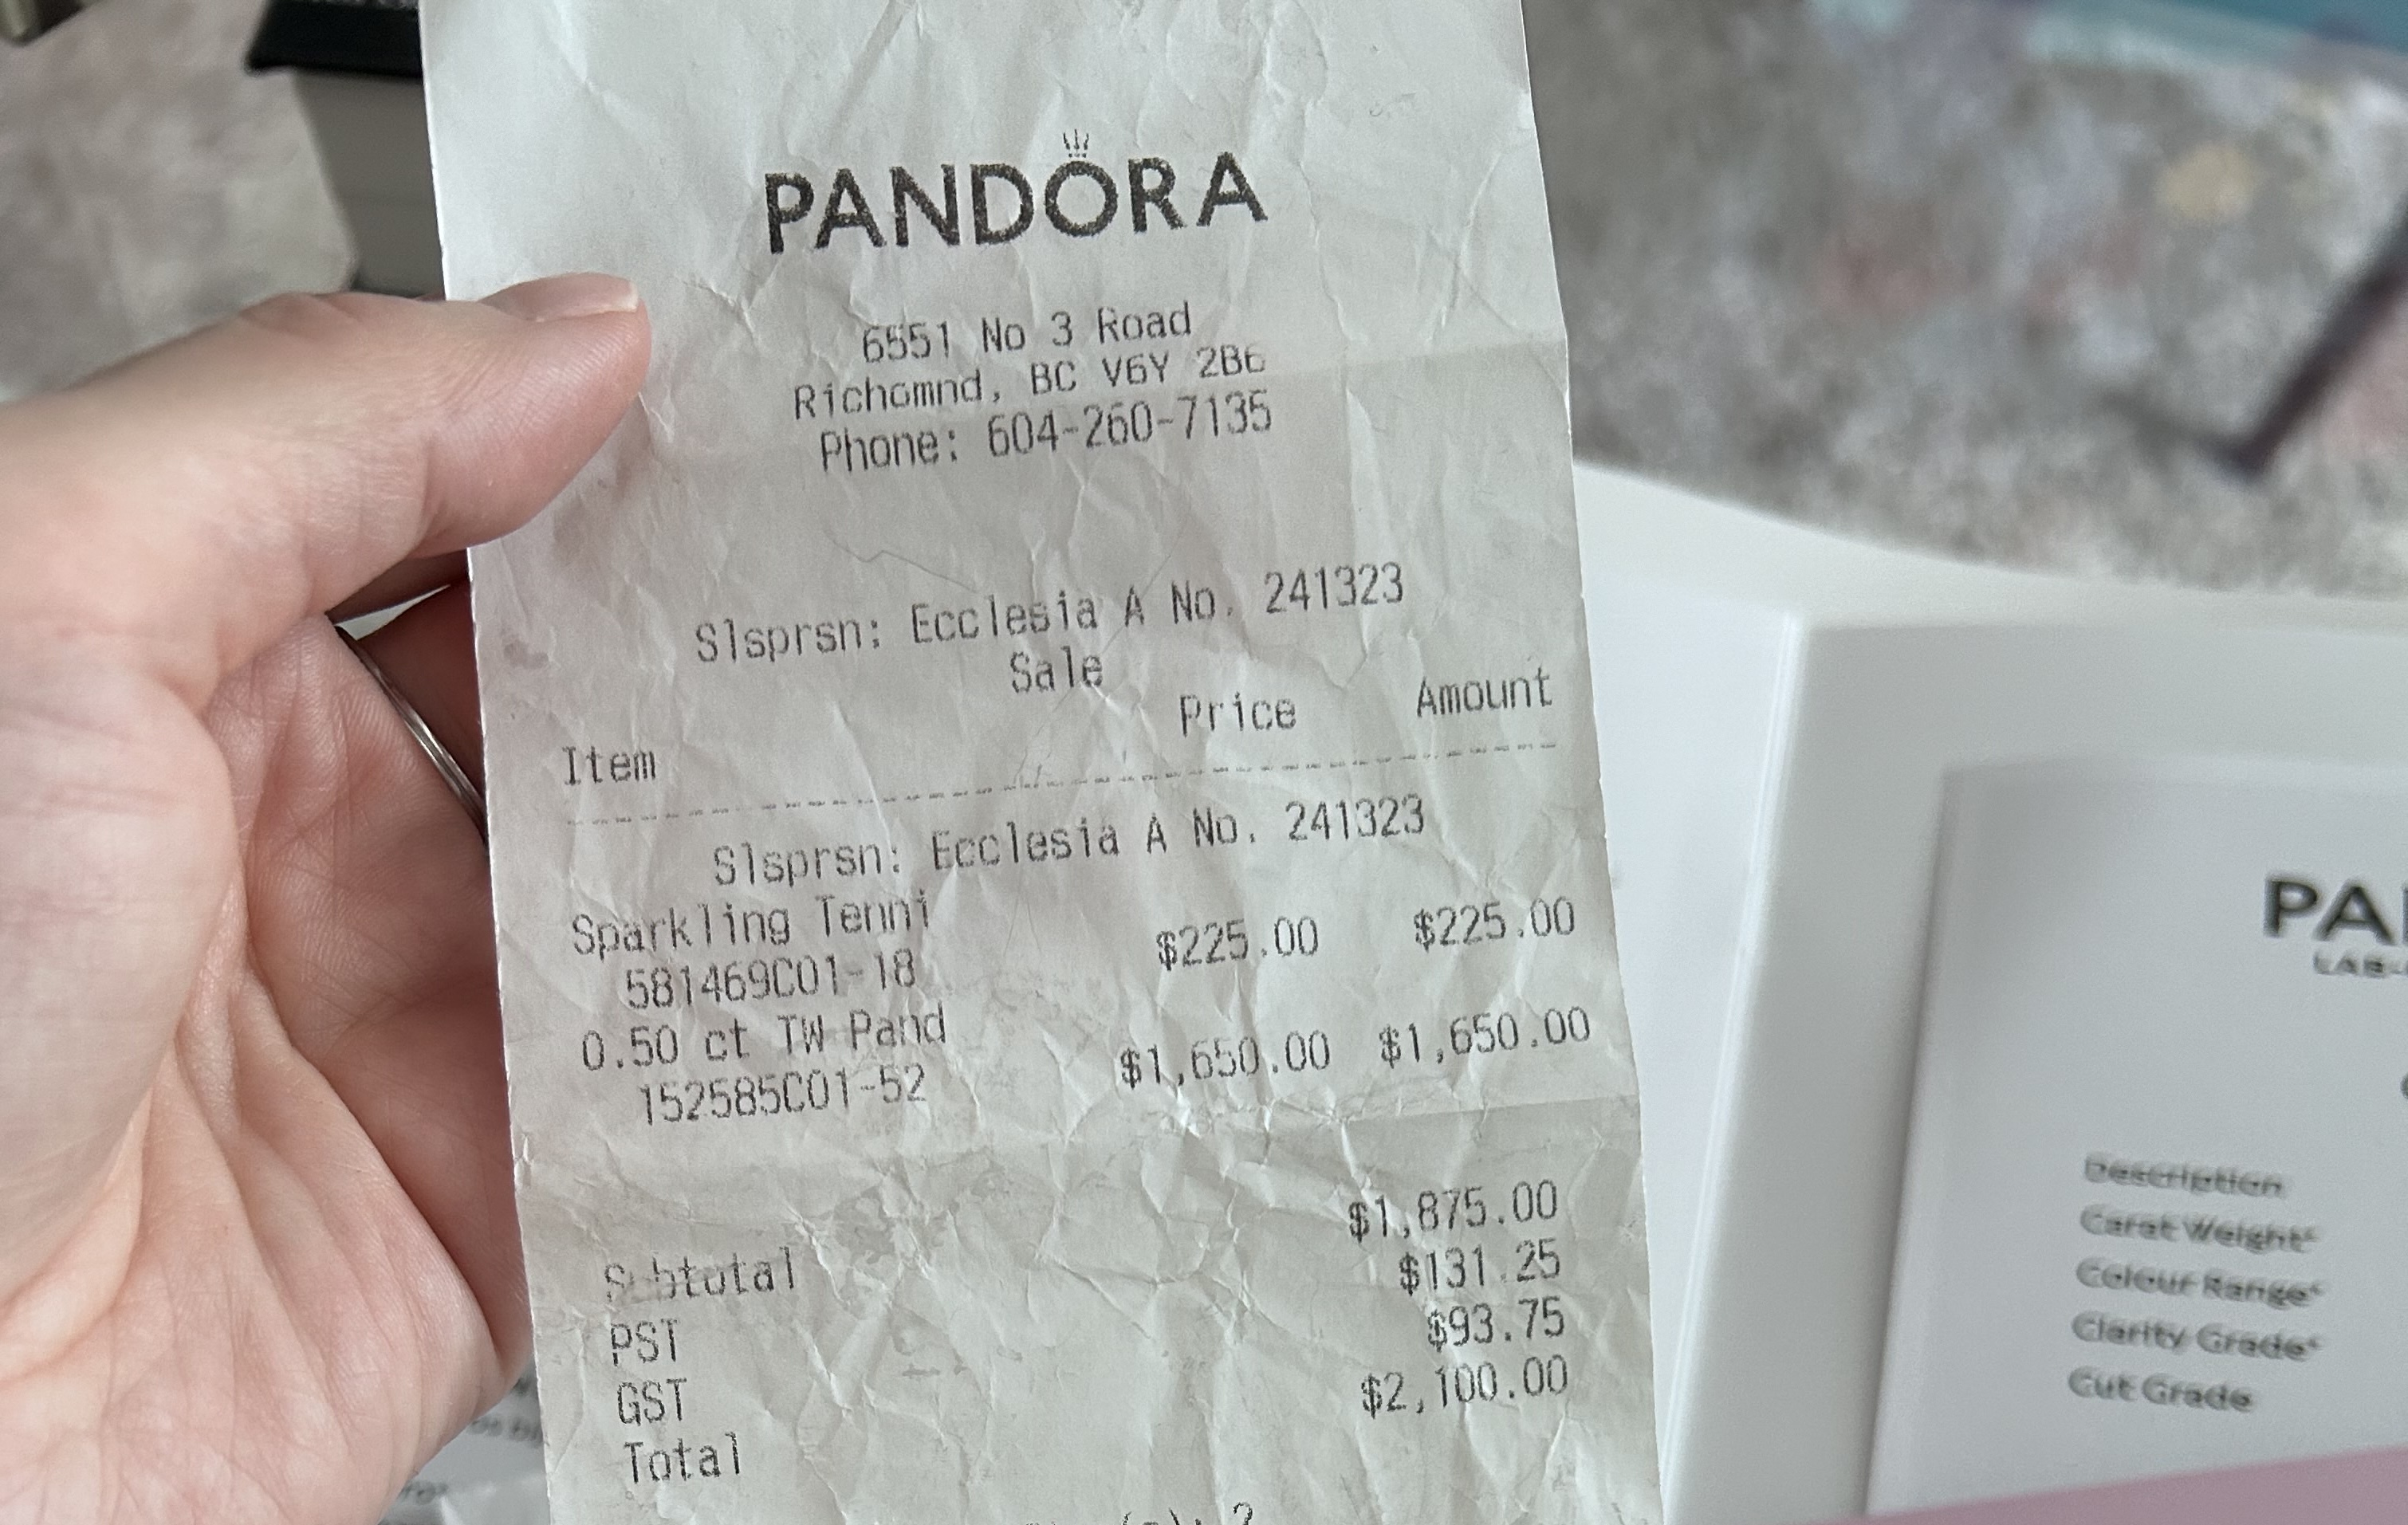 PANDORA
6551 No 3 Road
Richomnd, BC V6Y 2B6
Phone: 604-260-7135
Slsprsn: Ecclesia A No. 241323
Sale
Item Price Amount
Slsprsn: Ecclesia A No. 241323
Sparkling Tenni $225.00 $225.00
581469C01-18
0.50 ct TW Pand $1,650.00 $1,650.00
152585C01-52
Subtotal $1,875.00
PST $131.25
GST $93.75
Total $2,100.00
PA
LAB-
Description
Carat Weight
Colour Range
Clarity Grade
Cut Grade